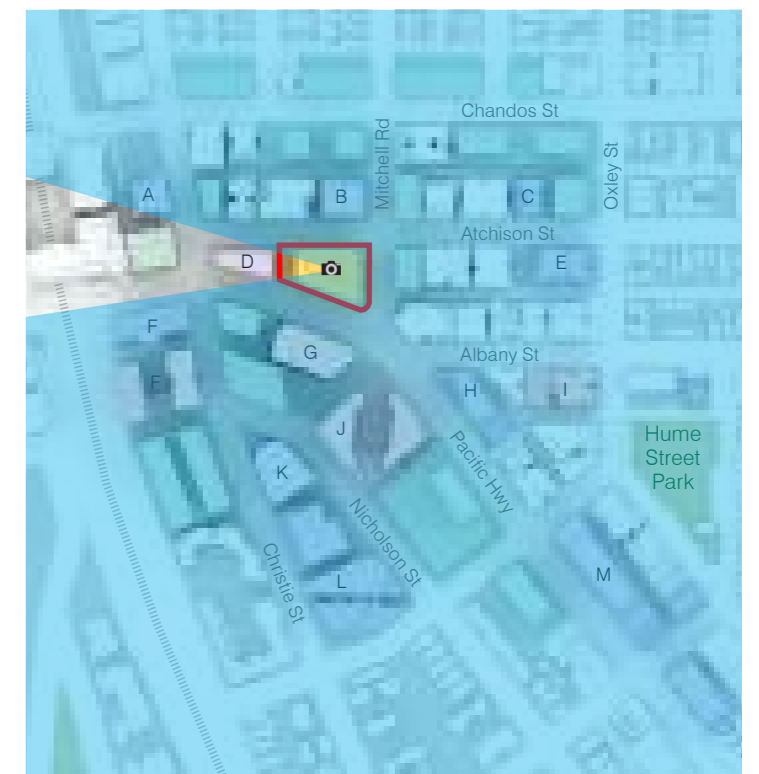 Chandos St
Mitchell Rd
Oxley St
A
B
C
Atchison St
D
E
F
G
Albany St
F
H
I
J
Hume
Street
Park
K
Pacific Hwy
Nicholson St
Christie St
L
M